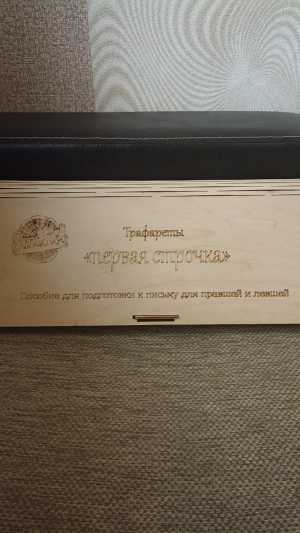 Трафареты
«первая строчка»
Пособие для подготовки к письму для правшей и левшей